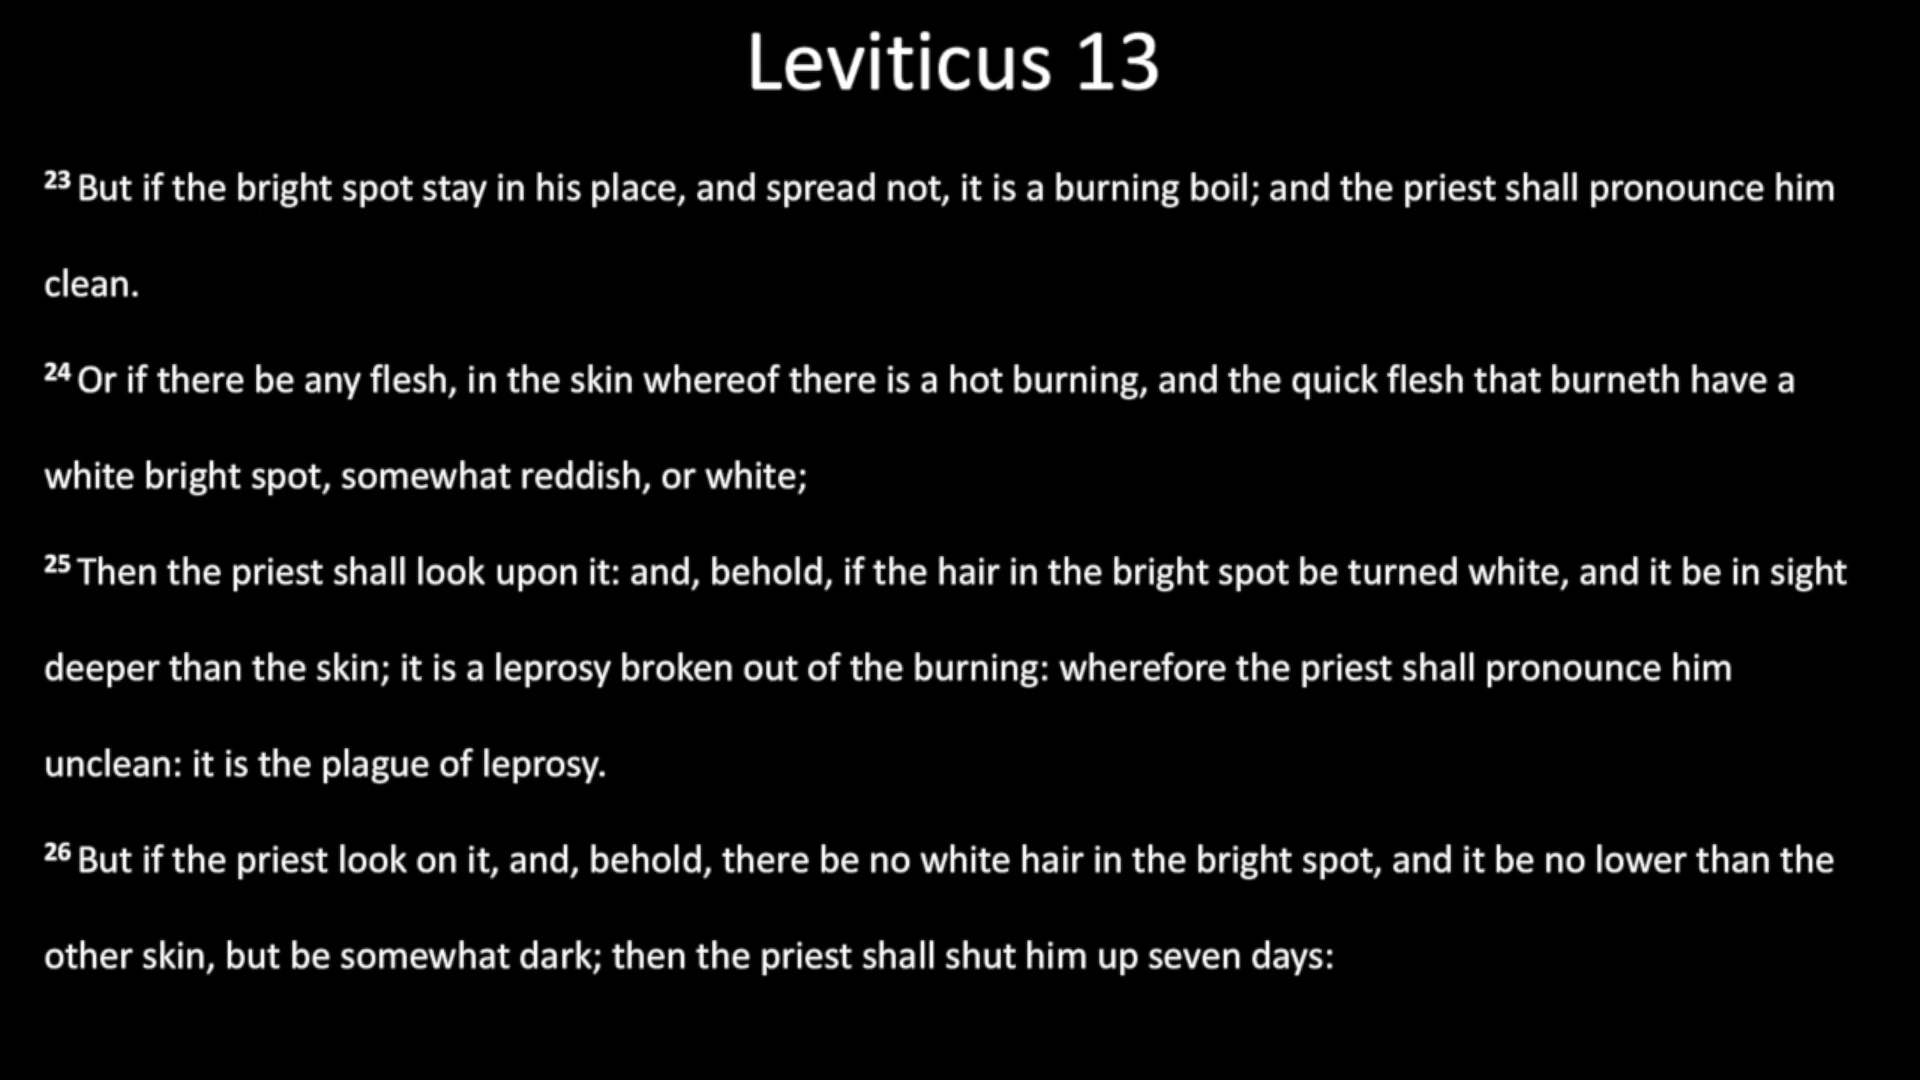 Leviticus 13
23 But if the bright spot stay in his place, and spread not, it is a burning boil; and the priest shall pronounce him
clean.
24 Or if there be any flesh, in the skin whereof there is a hot burning, and the quick flesh that burneth have a
white bright spot, somewhat reddish, or white;
25 Then the priest shall look upon it: and, behold, if the hair in the bright spot be turned white, and it be in sight
deeper than the skin; it is a leprosy broken out of the burning: wherefore the priest shall pronounce him
unclean: it is the plague of leprosy.
26 But if the priest look on it, and, behold, there be no white hair in the bright spot, and it be no lower than the
other skin, but be somewhat dark; then the priest shall shut him up seven days: